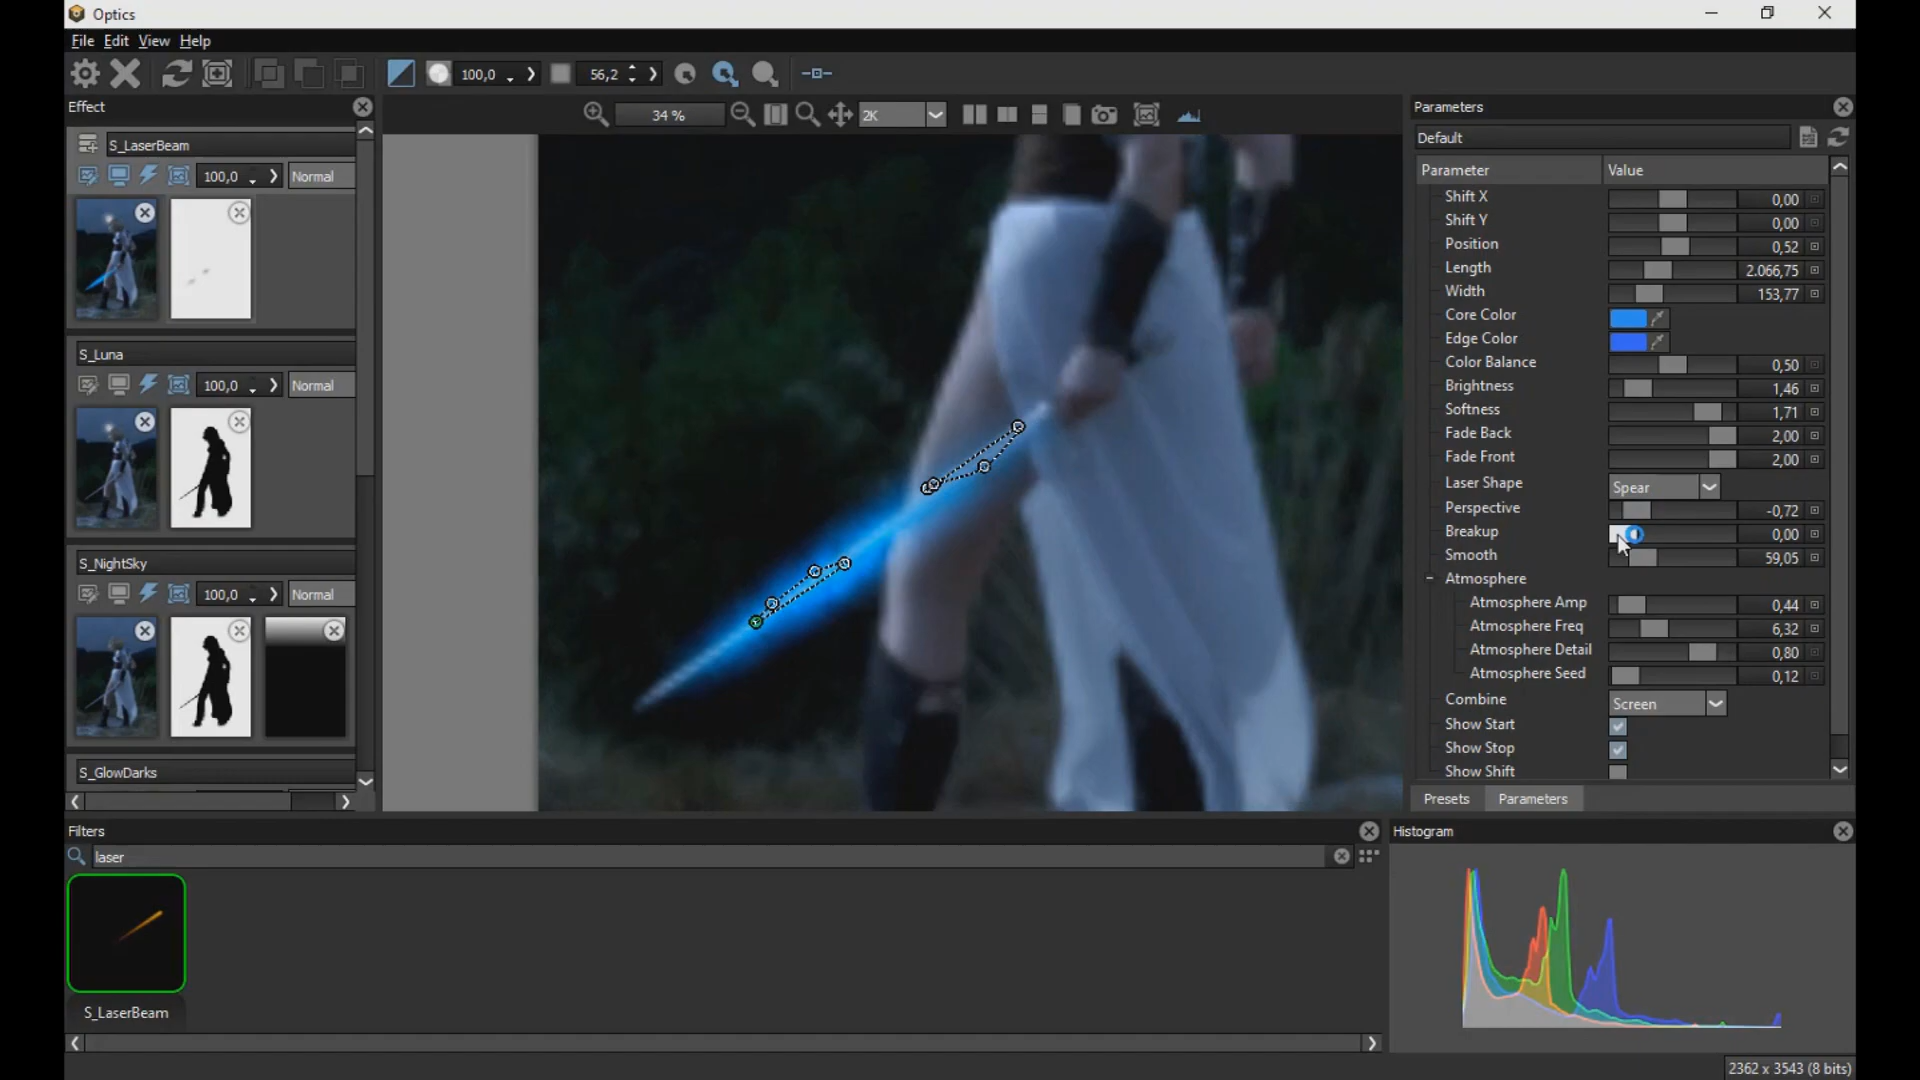 Optics
File Edit View Help
100,0 56,2
Effect
34 % 2K
Parameters
S_LaserBeam
100,0 Normal
S_Luna
100,0 Normal
S_NightSky
100,0 Normal
S_GlowDarks
Default
Parameter Value
Shift X 0,00
Shift Y 0,00
Position 0,52
Length 2.066,75
Width 153,77
Core Color
Edge Color
Color Balance 0,50
Brightness 1,46
Softness 1,71
Fade Back 2,00
Fade Front 2,00
Laser Shape Spear
Perspective -0,72
Breakup 0,00
Smooth 59,05
Atmosphere
Atmosphere Amp 0,44
Atmosphere Freq 6,32
Atmosphere Detail 0,80
Atmosphere Seed 0,12
Combine Screen
Show Start
Show Stop
Show Shift
Presets Parameters
Filters
laser
S_LaserBeam
Histogram
2362 x 3543 (8 bits)